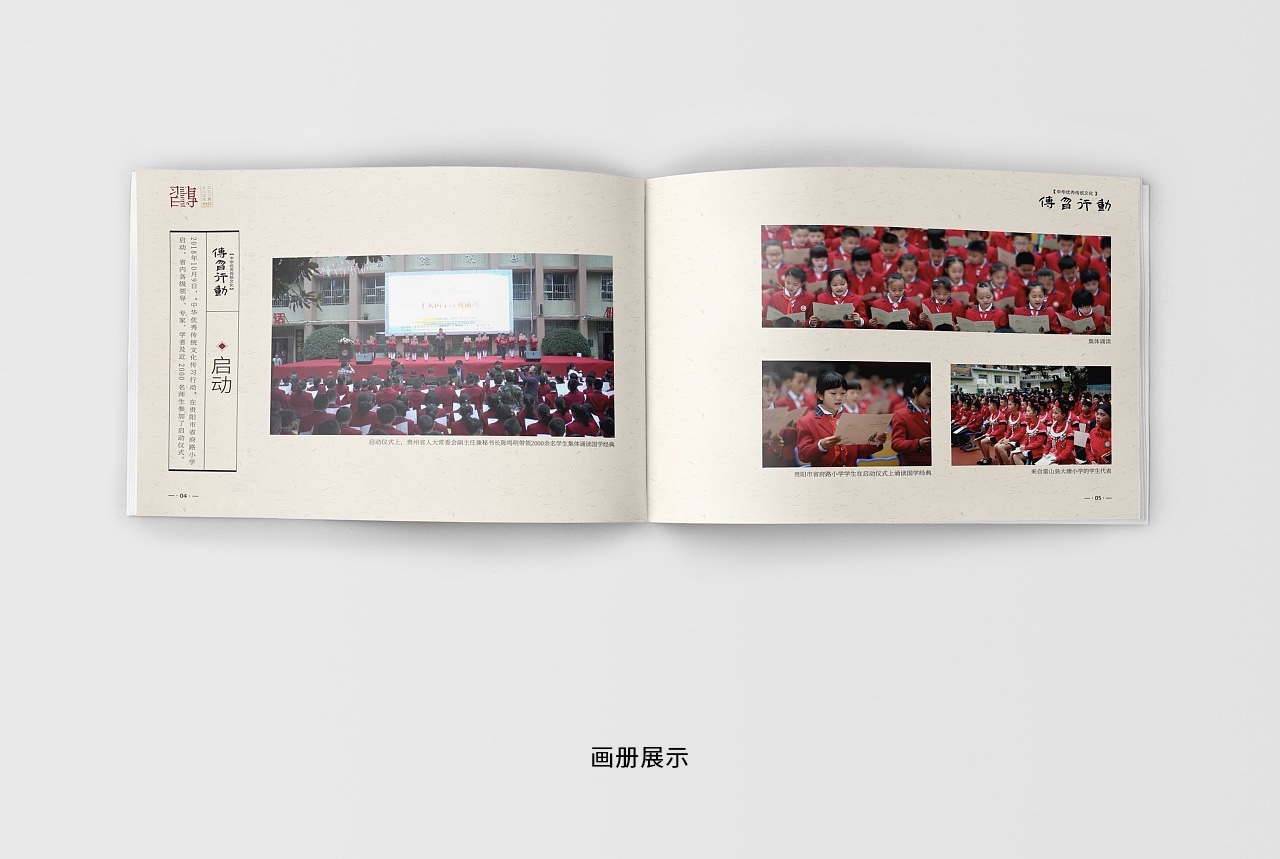 【中华优秀传统文化】
傳習行動
启动
2018年10月9日，“中华优秀传统文化传习行动”在贵阳市省府路小学
启动，省内各级领导、专家、学者及近2000名师生参加了启动仪式。
启动仪式上，贵州省人大常委会副主任兼秘书长陈鸣明带领2000余名学生集体诵读国学经典
— · 04 · —
【中华优秀传统文化】
傳習行動
集体诵读
贵阳市省府路小学学生在启动仪式上诵读国学经典
来自雷山县大塘小学的学生代表
— · 05 · —
画册展示